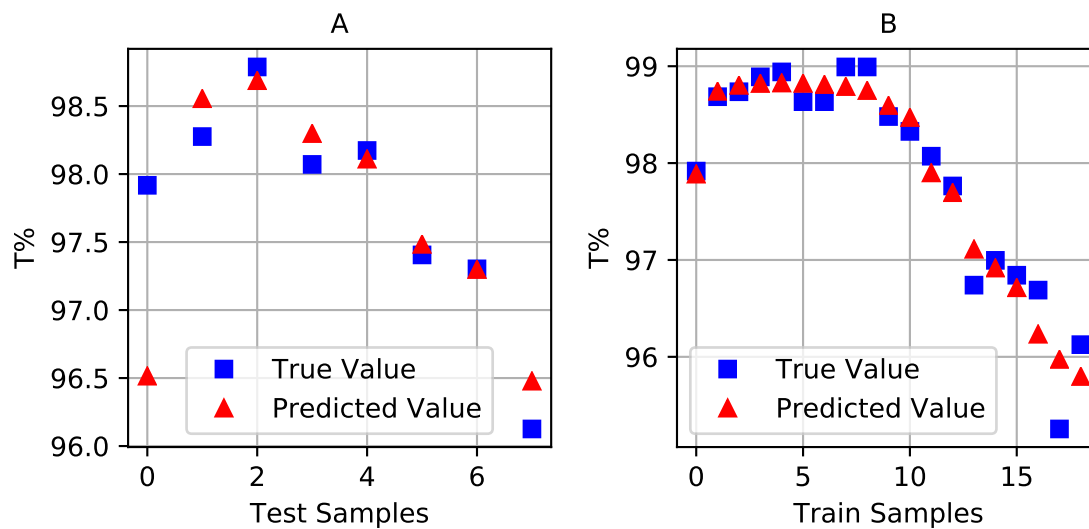 A
98.5
98.0
97.5
97.0
96.5
96.0
T%
True Value
Predicted Value
0 2 4 6
Test Samples
B
99
98
97
96
T%
True Value
Predicted Value
0 5 10 15
Train Samples